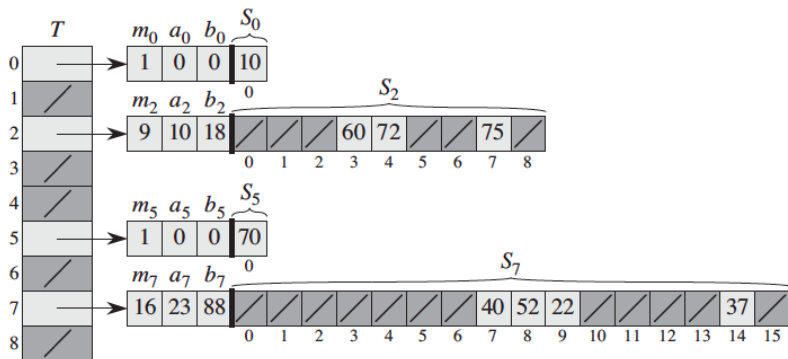 T
m0 a0 b0 S0
0 1 0 0 10
0
1
m2 a2 b2 S2
2 9 10 18 60 72 75
0 1 2 3 4 5 6 7 8
3
4
m5 a5 b5 S5
5 1 0 0 70
0
6
m7 a7 b7 S7
7 16 23 88 40 52 22 37
0 1 2 3 4 5 6 7 8 9 10 11 12 13 14 15
8